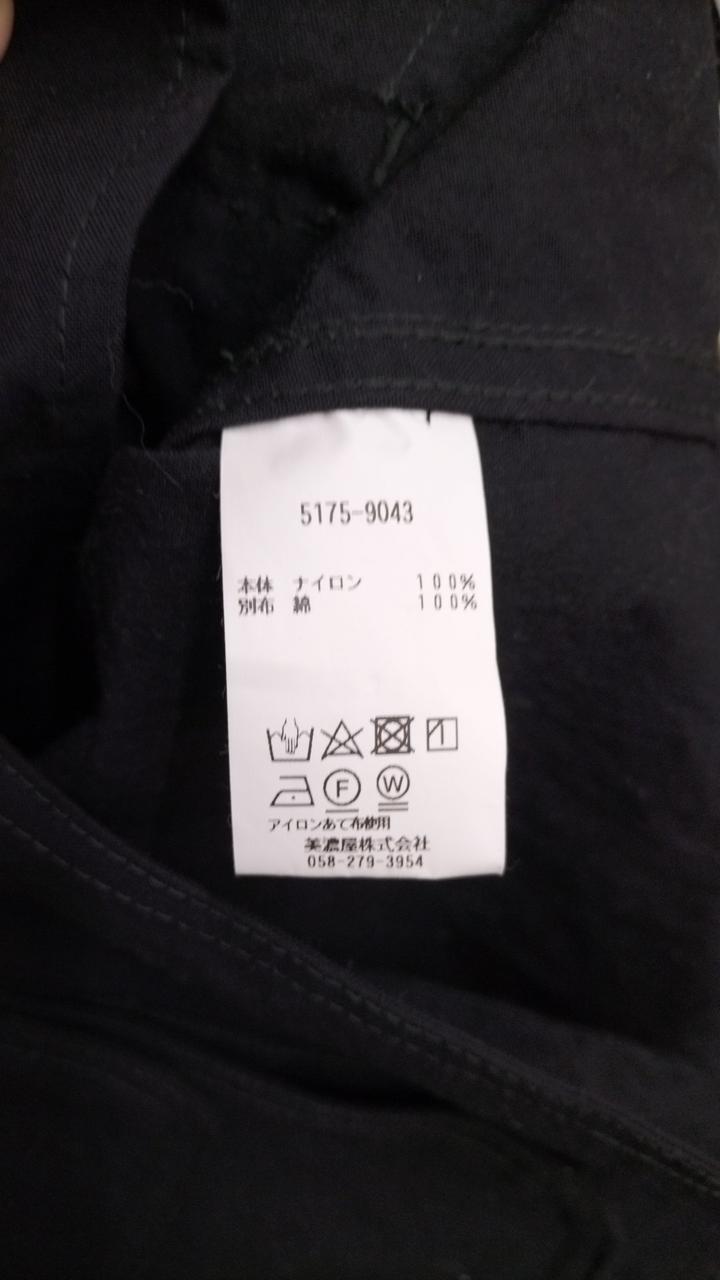 5175-9043
本体 ナイロン 100%
別布 綿 100%
F W
アイロンあて布使用
美濃屋株式会社
058-279-3954